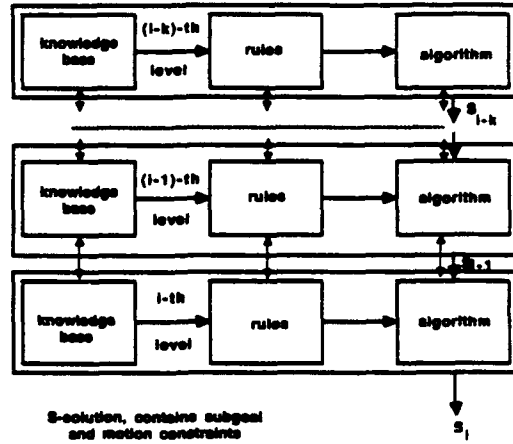 knowledge base
(i-k)-th level
rules
algorithm
S i-k
knowledge base
(i-1)-th level
rules
algorithm
knowledge base
i-th level
rules
algorithm
S-solution, contains subgoal
and motion constraints
S i